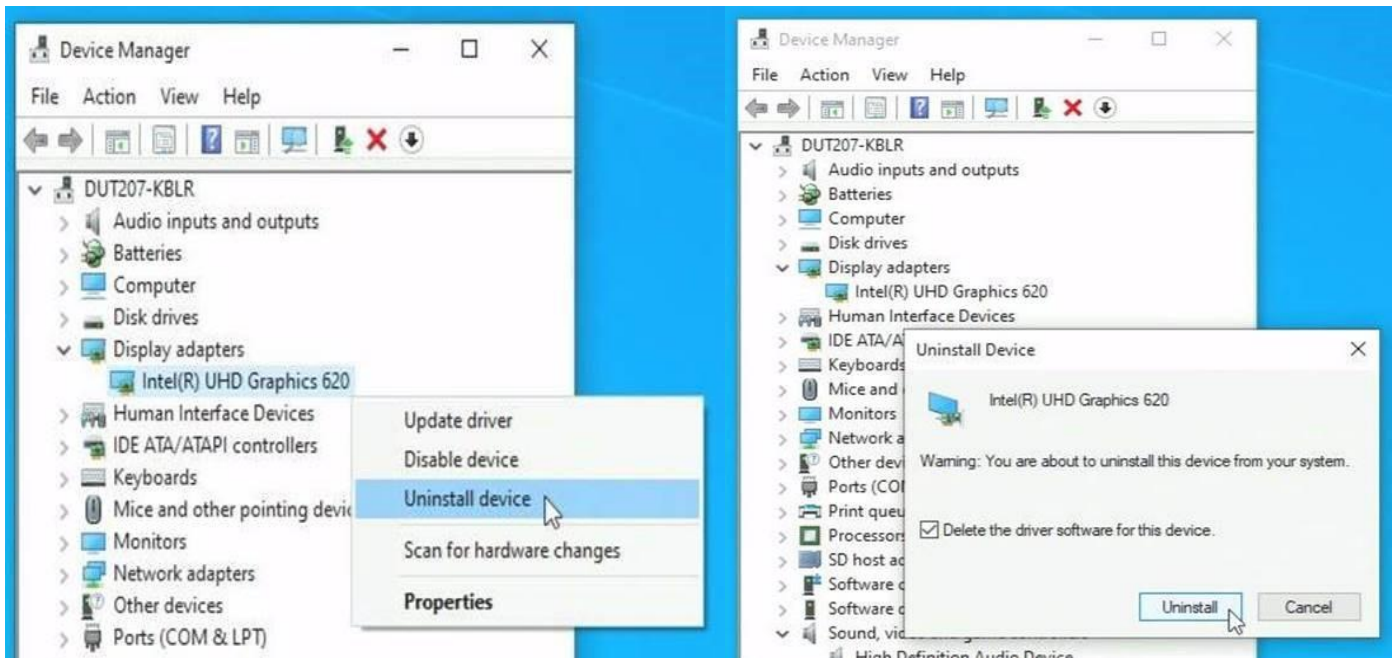 Device Manager
File Action View Help
DUT207-KBLR
Audio inputs and outputs
Batteries
Computer
Disk drives
Display adapters
Intel(R) UHD Graphics 620
Human Interface Devices
IDE ATA/ATAPI controllers
Keyboards
Mice and other pointing devic
Monitors
Network adapters
Other devices
Ports (COM & LPT)
Update driver
Disable device
Uninstall device
Scan for hardware changes
Properties
Device Manager
File Action View Help
DUT207-KBLR
Audio inputs and outputs
Batteries
Computer
Disk drives
Display adapters
Intel(R) UHD Graphics 620
Human Interface Devices
IDE ATA/A
Keyboards
Mice and
Monitors
Network a
Other devi
Ports (CO
Print queu
Processors
SD host ad
Software c
Software d
Sound, vid
High Definition Audio Device
Uninstall Device
Intel(R) UHD Graphics 620
Warning: You are about to uninstall this device from your system.
Delete the driver software for this device.
Uninstall Cancel